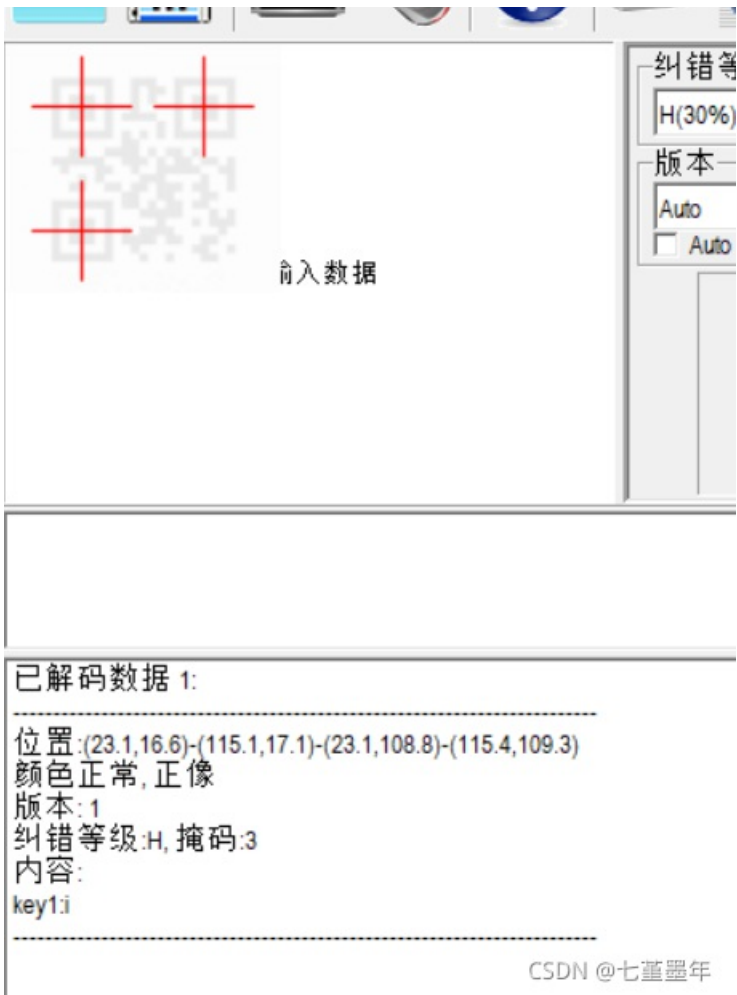 纠错等
H(30%)
版本
Auto
Auto
输入数据
已解码数据 1:
位置:(23.1,16.6)-(115.1,17.1)-(23.1,108.8)-(115.4,109.3)
颜色正常, 正像
版本: 1
纠错等级:H, 掩码:3
内容:
key1:i
CSDN @七堇墨年